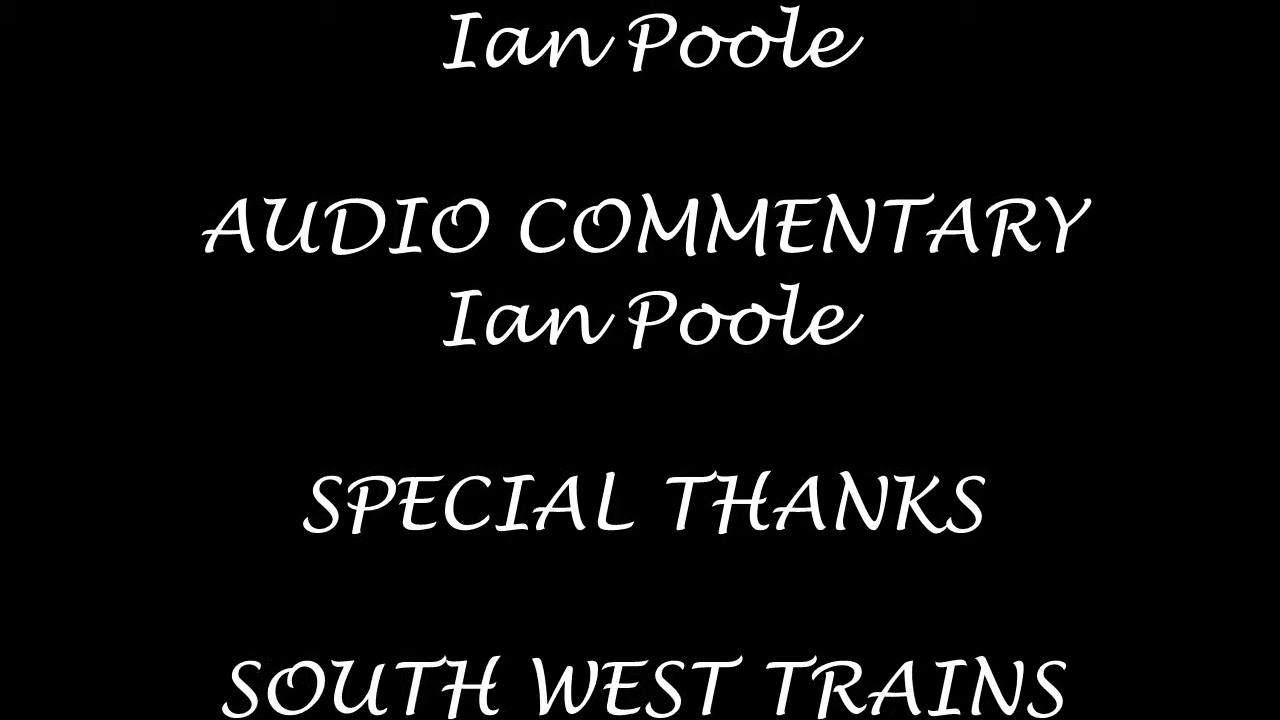 Ian Poole
AUDIO COMMENTARY
Ian Poole
SPECIAL THANKS
SOUTH WEST TRAINS